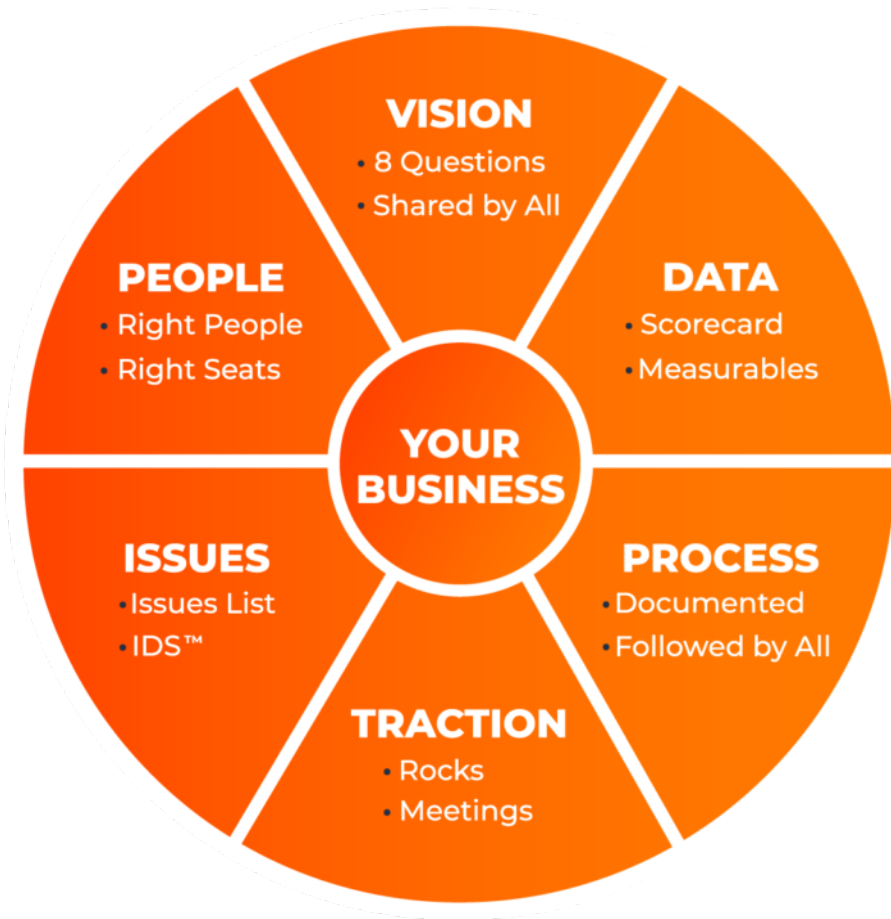 VISION
• 8 Questions
• Shared by All
PEOPLE
• Right People
• Right Seats
DATA
• Scorecard
• Measurables
YOUR
BUSINESS
ISSUES
• Issues List
• IDS™
PROCESS
• Documented
• Followed by All
TRACTION
• Rocks
• Meetings